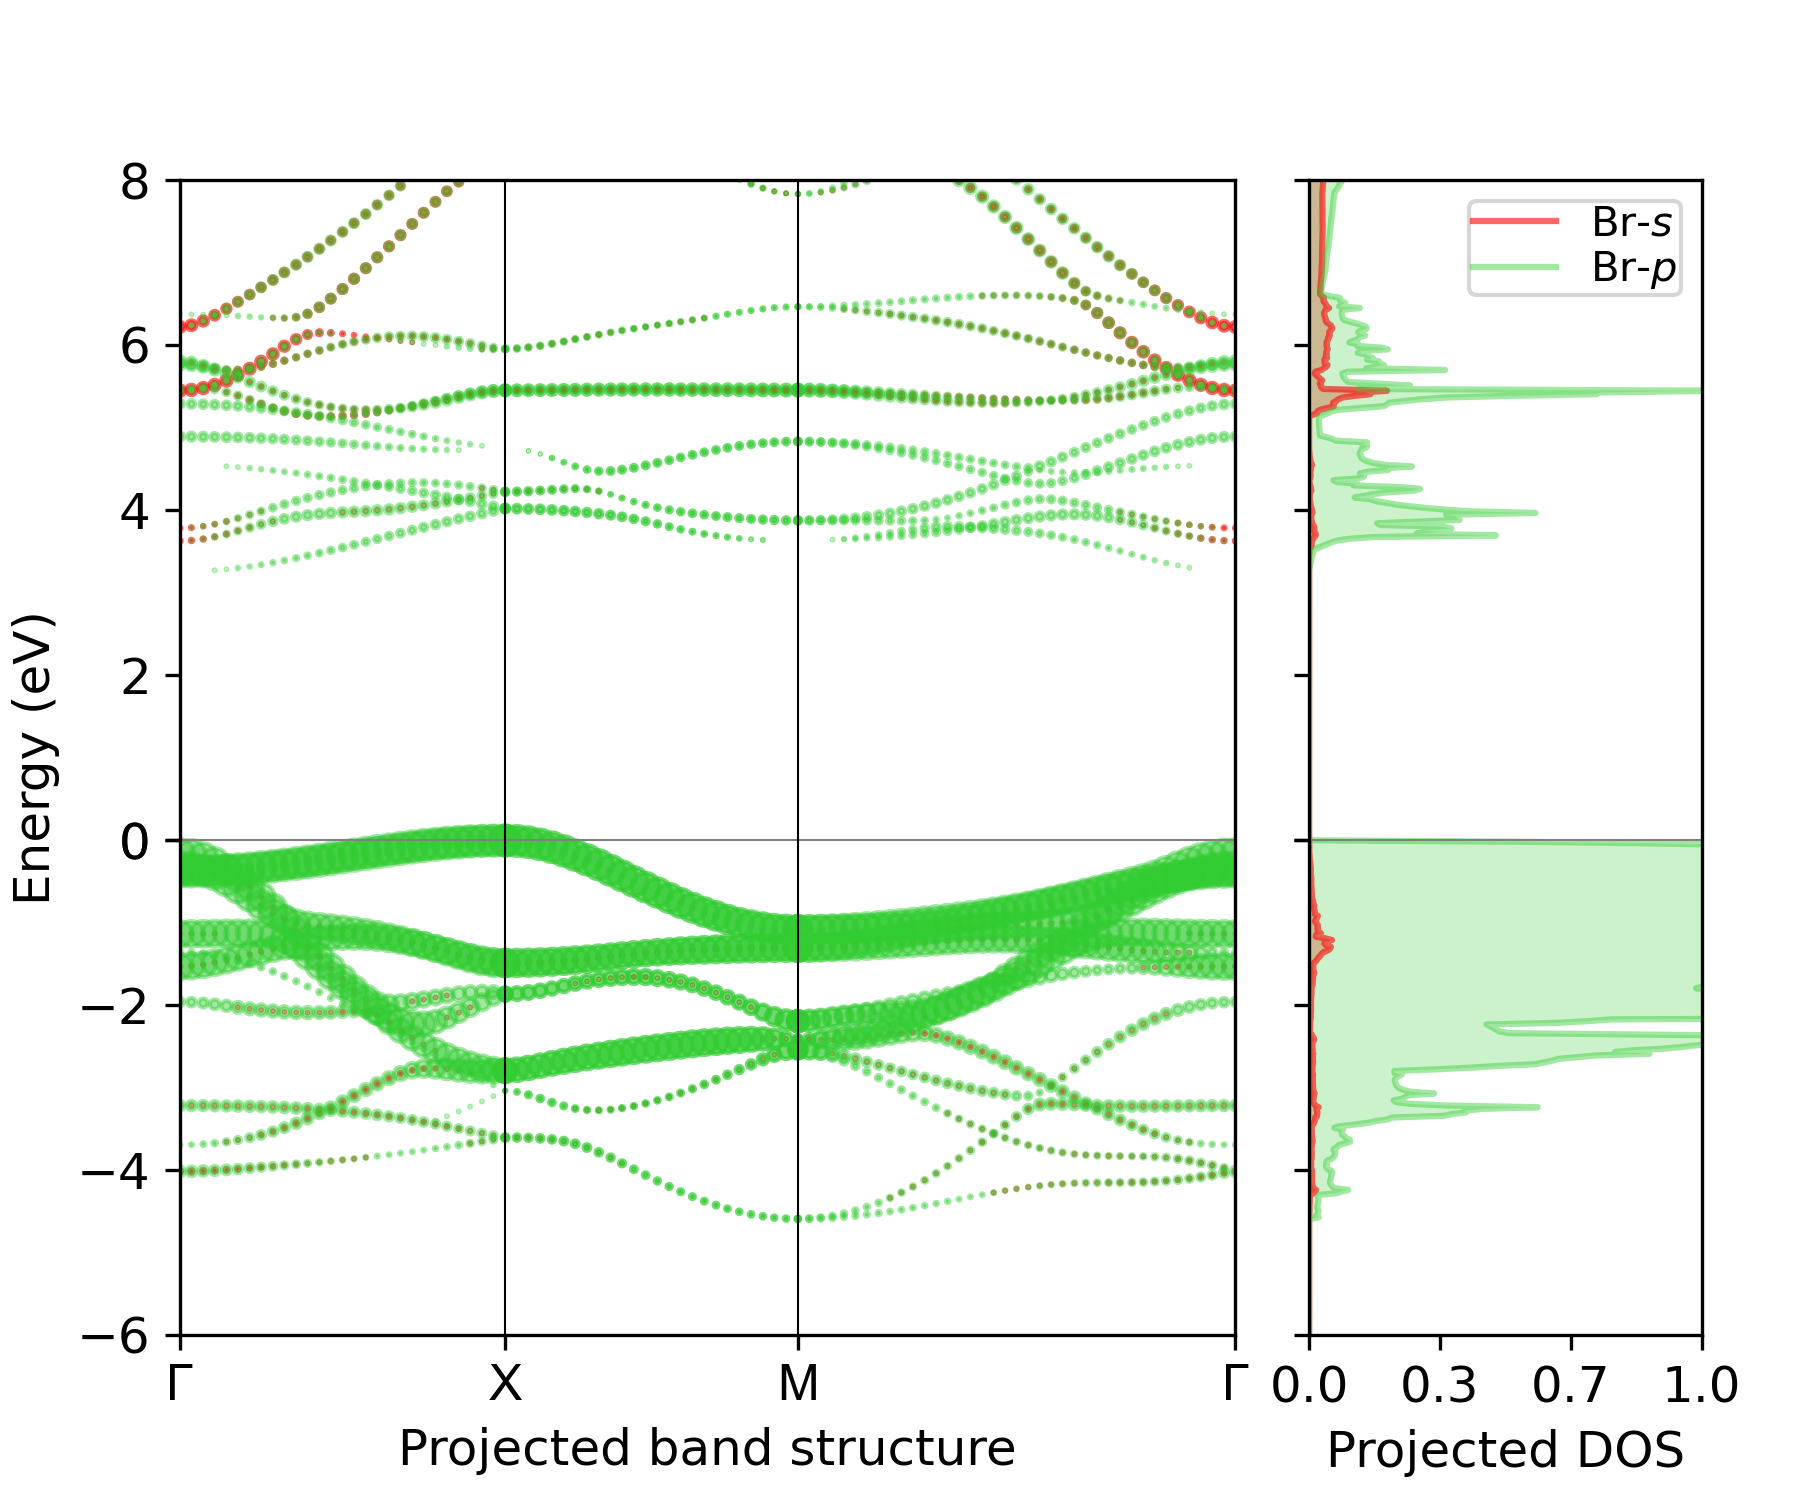 8
6
4
2
0
−2
−4
−6
Energy (eV)
Γ X M Γ
Projected band structure
Br-s
Br-p
0.0 0.3 0.7 1.0
Projected DOS